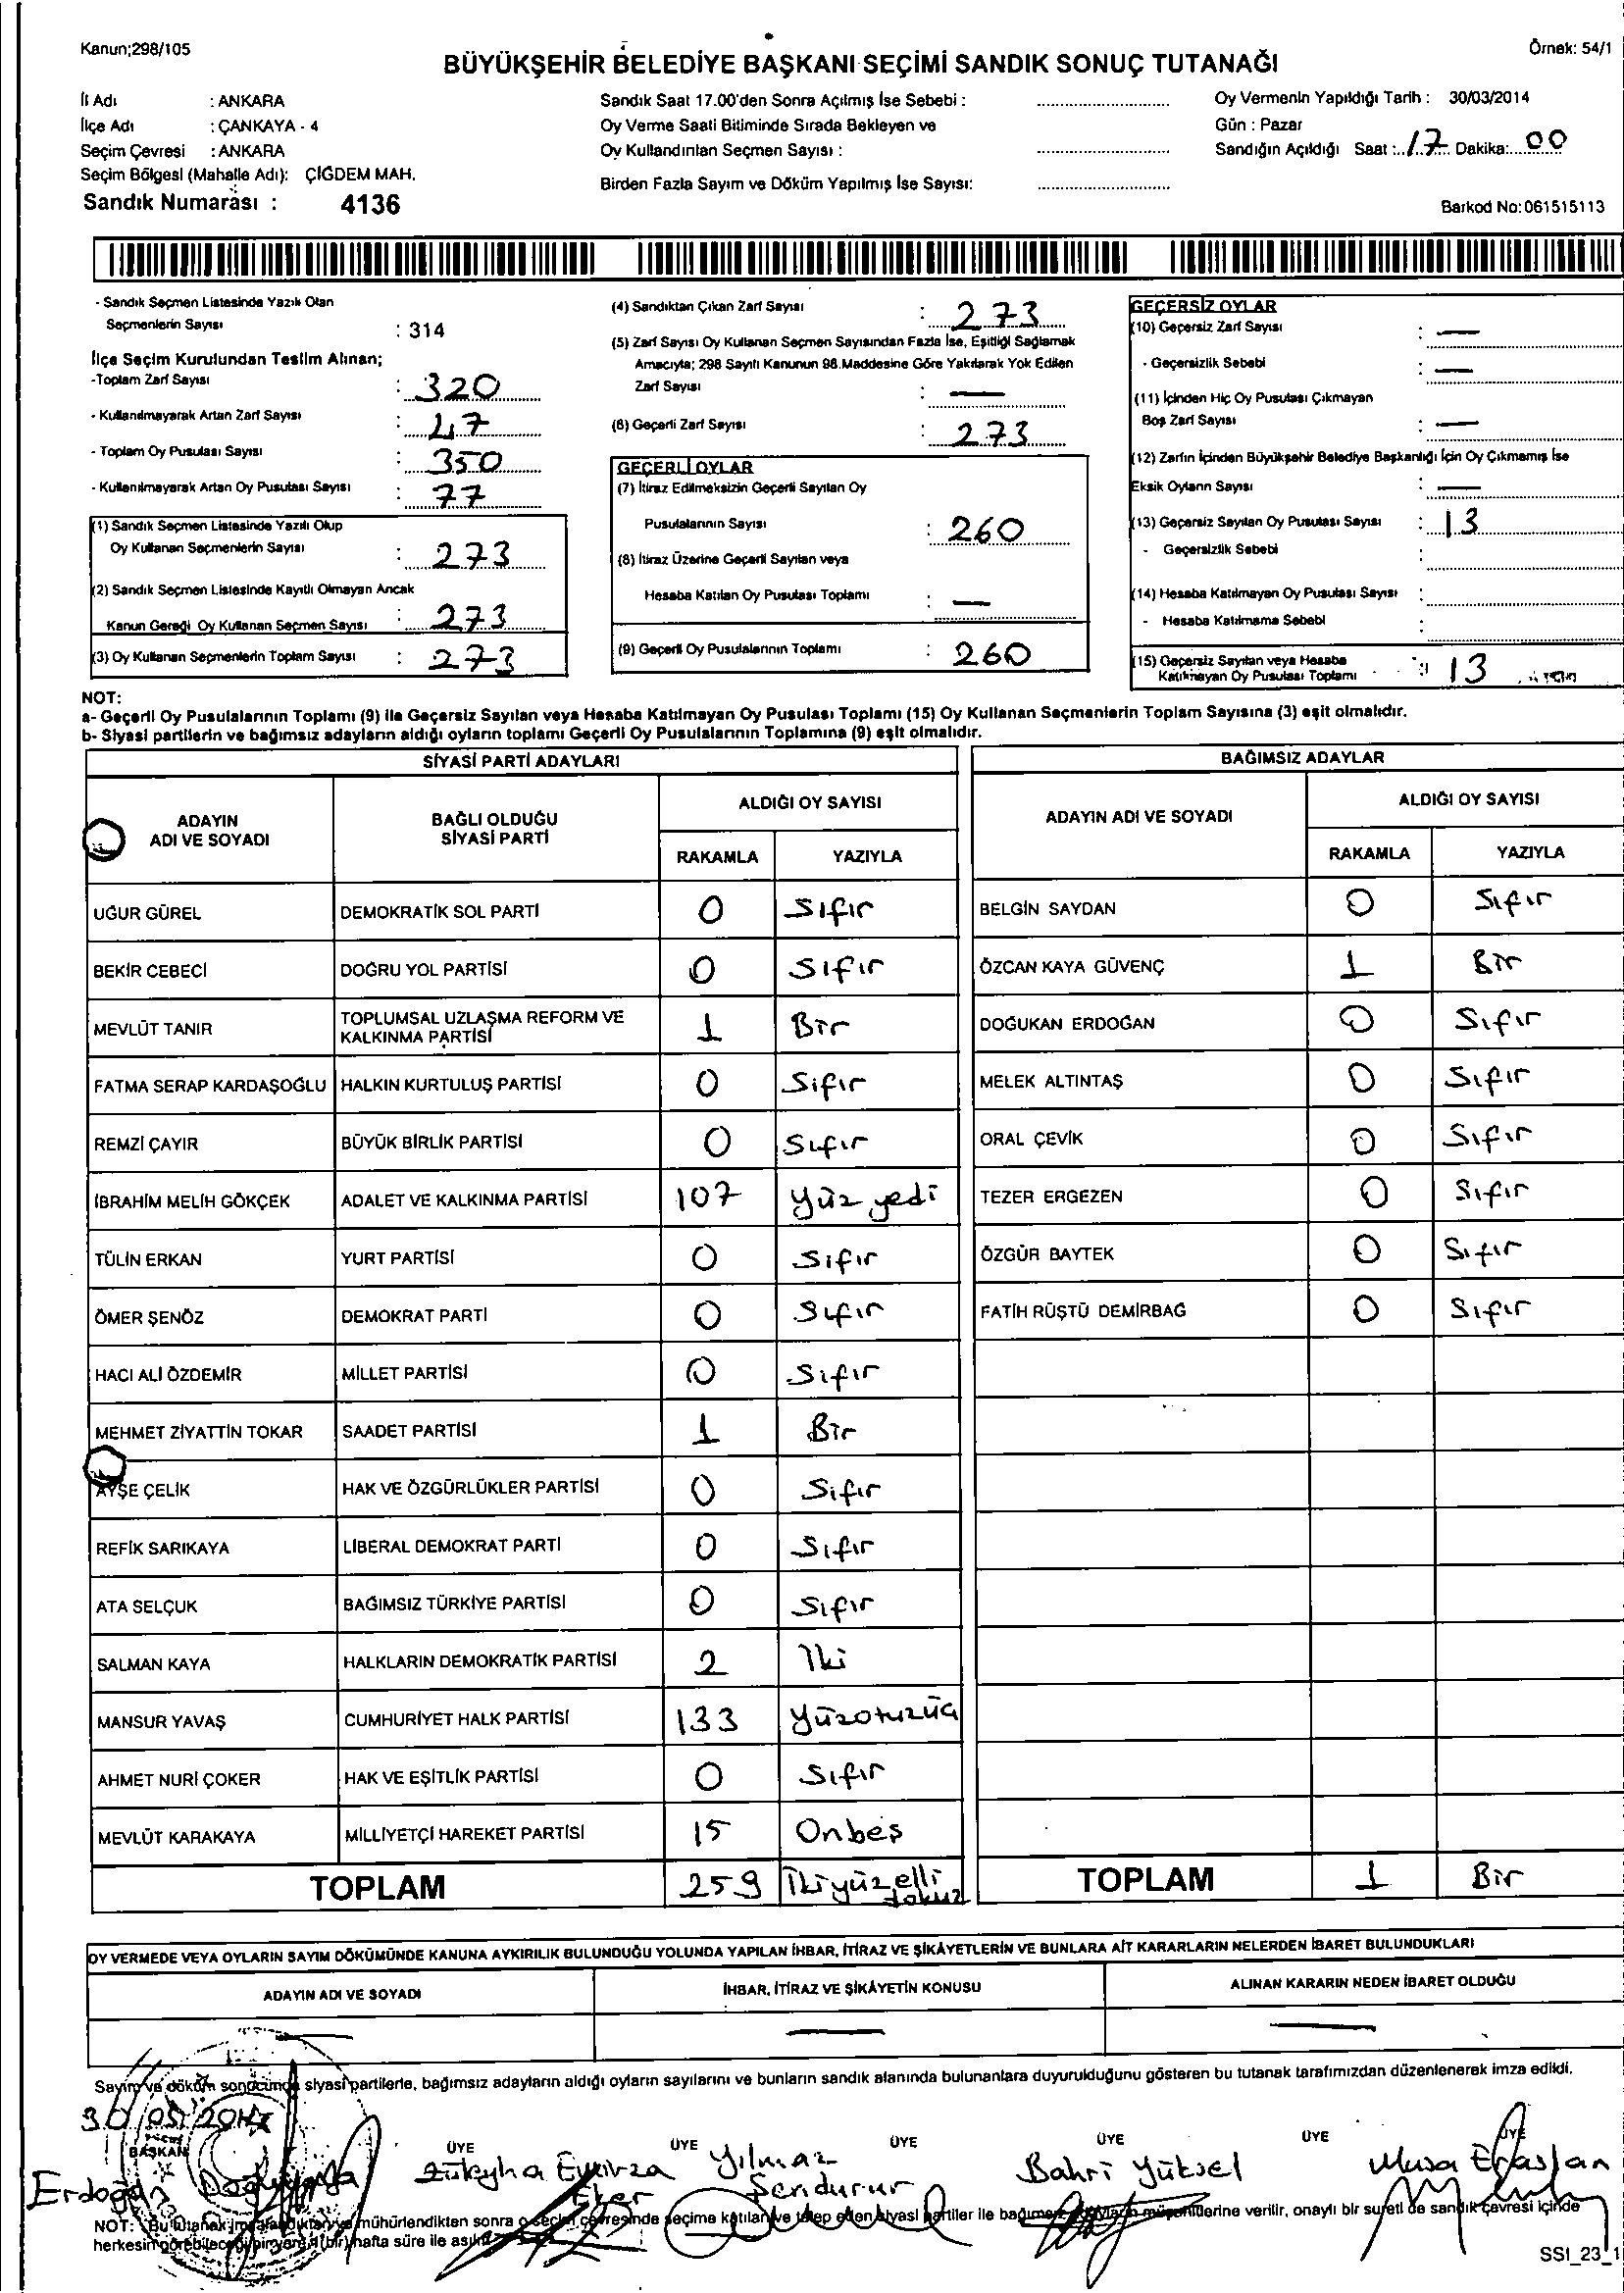 Kanun;298/105
Örnek: 54/1
BÜYÜKŞEHİR BELEDİYE BAŞKANI SEÇİMİ SANDIK SONUÇ TUTANAĞI
İl Adı : ANKARA
İlçe Adı : ÇANKAYA - 4
Seçim Çevresi : ANKARA
Seçim Bölgesi (Mahalle Adı): ÇİĞDEM MAH.
Sandık Numarası : 4136
Sandık Saat 17.00'den Sonra Açılmış İse Sebebi :
Oy Verme Saati Bitiminde Sırada Bekleyen ve
Oy Kullandırılan Seçmen Sayısı :
Birden Fazla Sayım ve Döküm Yapılmış İse Sayısı:
Oy Vermenin Yapıldığı Tarih : 30/03/2014
Gün : Pazar
Sandığın Açıldığı Saat : 17 Dakika: 00
Barkod No:061515113
- Sandık Seçmen Listesinde Yazılı Olan
Seçmenlerin Sayısı : 314
İlçe Seçim Kurulundan Teslim Alınan;
-Toplam Zarf Sayısı : 320
- Kullanılmayarak Artan Zarf Sayısı : 47
- Toplam Oy Pusulası Sayısı : 350
- Kullanılmayarak Artan Oy Pusulası Sayısı : 77
(1) Sandık Seçmen Listesinde Yazılı Olup
Oy Kullanan Seçmenlerin Sayısı : 273
(2) Sandık Seçmen Listesinde Kayıtlı Olmayan Ancak
Kanun Gereği Oy Kullanan Seçmen Sayısı : 273
(3) Oy Kullanan Seçmenlerin Toplam Sayısı : 273
(4) Sandıktan Çıkan Zarf Sayısı : 273
(5) Zarf Sayısı Oy Kullanan Seçmen Sayısından Fazla İse, Eşitliği Sağlamak
Amacıyla; 298 Sayılı Kanunun 98.Maddesine Göre Yakılarak Yok Edilen
Zarf Sayısı : —
(6) Geçerli Zarf Sayısı : 273
GEÇERLİ OYLAR
(7) İtiraz Edilmeksizin Geçerli Sayılan Oy
Pusulalarının Sayısı : 260
(8) İtiraz Üzerine Geçerli Sayılan veya
Hesaba Katılan Oy Pusulası Toplamı : —
(9) Geçerli Oy Pusulalarının Toplamı : 260
GEÇERSİZ OYLAR
(10) Geçersiz Zarf Sayısı : —
- Geçersizlik Sebebi : —
(11) İçinden Hiç Oy Pusulası Çıkmayan
Boş Zarf Sayısı : —
(12) Zarfın İçinden Büyükşehir Belediye Başkanlığı İçin Oy Çıkmamış İse
Eksik Oyların Sayısı : —
(13) Geçersiz Sayılan Oy Pusulası Sayısı : 13
- Geçersizlik Sebebi :
(14) Hesaba Katılmayan Oy Pusulası Sayısı :
- Hesaba Katılmama Sebebi :
(15) Geçersiz Sayılan veya Hesaba
Katılmayan Oy Pusulası Toplamı : 13
NOT:
a- Geçerli Oy Pusulalarının Toplamı (9) ile Geçersiz Sayılan veya Hesaba Katılmayan Oy Pusulası Toplamı (15) Oy Kullanan Seçmenlerin Toplam Sayısına (3) eşit olmalıdır.
b- Siyasi partilerin ve bağımsız adayların aldığı oyların toplamı Geçerli Oy Pusulalarının Toplamına (9) eşit olmalıdır.
SİYASİ PARTİ ADAYLARI
ADAYIN ADI VE SOYADI
BAĞLI OLDUĞU SİYASİ PARTİ
ALDIĞI OY SAYISI
RAKAMLA YAZIYLA
UĞUR GÜREL DEMOKRATİK SOL PARTİ 0 Sıfır
BEKİR CEBECİ DOĞRU YOL PARTİSİ 0 Sıfır
MEVLÜT TANIR TOPLUMSAL UZLAŞMA REFORM VE KALKINMA PARTİSİ 1 Bir
FATMA SERAP KARDAŞOĞLU HALKIN KURTULUŞ PARTİSİ 0 Sıfır
REMZİ ÇAYIR BÜYÜK BİRLİK PARTİSİ 0 Sıfır
İBRAHİM MELİH GÖKÇEK ADALET VE KALKINMA PARTİSİ 107 Yüz yedi
TÜLİN ERKAN YURT PARTİSİ 0 Sıfır
ÖMER ŞENÖZ DEMOKRAT PARTİ 0 Sıfır
HACI ALİ ÖZDEMİR MİLLET PARTİSİ 0 Sıfır
MEHMET ZİYATTİN TOKAR SAADET PARTİSİ 1 Bir
AYŞE ÇELİK HAK VE ÖZGÜRLÜKLER PARTİSİ 0 Sıfır
REFİK SARIKAYA LİBERAL DEMOKRAT PARTİ 0 Sıfır
ATA SELÇUK BAĞIMSIZ TÜRKİYE PARTİSİ 0 Sıfır
SALMAN KAYA HALKLARIN DEMOKRATİK PARTİSİ 2 İki
MANSUR YAVAŞ CUMHURİYET HALK PARTİSİ 133 Yüzotuzüç
AHMET NURİ ÇOKER HAK VE EŞİTLİK PARTİSİ 0 Sıfır
MEVLÜT KARAKAYA MİLLİYETÇİ HAREKET PARTİSİ 15 Onbeş
TOPLAM 259 İkiyüzelli dokuz
BAĞIMSIZ ADAYLAR
ADAYIN ADI VE SOYADI
ALDIĞI OY SAYISI
RAKAMLA YAZIYLA
BELGİN SAYDAN 0 Sıfır
ÖZCAN KAYA GÜVENÇ 1 Bir
DOĞUKAN ERDOĞAN 0 Sıfır
MELEK ALTINTAŞ 0 Sıfır
ORAL ÇEVİK 0 Sıfır
TEZER ERGEZEN 0 Sıfır
ÖZGÜR BAYTEK 0 Sıfır
FATİH RÜŞTÜ DEMİRBAĞ 0 Sıfır
TOPLAM 1 Bir
OY VERMEDE VEYA OYLARIN SAYIM DÖKÜMÜNDE KANUNA AYKIRILIK BULUNDUĞU YOLUNDA YAPILAN İHBAR, İTİRAZ VE ŞİKÂYETLERİN VE BUNLARA AİT KARARLARIN NELERDEN İBARET BULUNDUKLARI
ADAYIN ADI VE SOYADI İHBAR, İTİRAZ VE ŞİKÂYETİN KONUSU ALINAN KARARIN NEDEN İBARET OLDUĞU
— — —
Sayım ve döküm sonucunda siyasi partilerle, bağımsız adayların aldığı oyların sayılarını ve bunların sandık alanında bulunanlara duyurulduğunu gösteren bu tutanak tarafımızdan düzenlenerek imza edildi.
BAŞKAN ÜYE ÜYE ÜYE ÜYE ÜYE ÜYE
Erdoğan Züleyha Yılmaz Şendurur Bahri Yüksel Musa
NOT: Bu tutanak mühürlendikten sonra o seçim çevresinde seçime katılan ve talep eden siyasi partiler ile bağımsız adayların müşahitlerine verilir, onaylı bir sureti de sandık çevresi içinde
herkesin görebileceği bir yere (bir) hafta süre ile asılır.
SSI_23_1